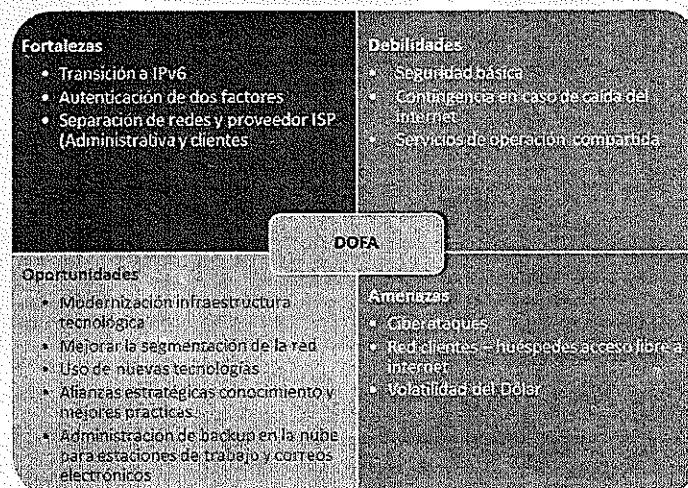 Fortalezas
• Transición a IPv6
• Autenticación de dos factores
• Separación de redes y proveedor ISP
(Administrativa y clientes
Debilidades
• Seguridad básica
• Contingencia en caso de caída del
internet
• Servicios de operación compartida
DOFA
Oportunidades
• Modernización infraestructura
tecnológica
• Mejorar la segmentación de la red
• Uso de nuevas tecnologías
• Alianzas estratégicas conocimiento y
mejores practicas.
• Administración de backup en la nube
para estaciones de trabajo y correos
electrónicos
Amenazas
• Ciberataques
• Red clientes – huéspedes acceso libre a
internet
• Volatilidad del Dólar